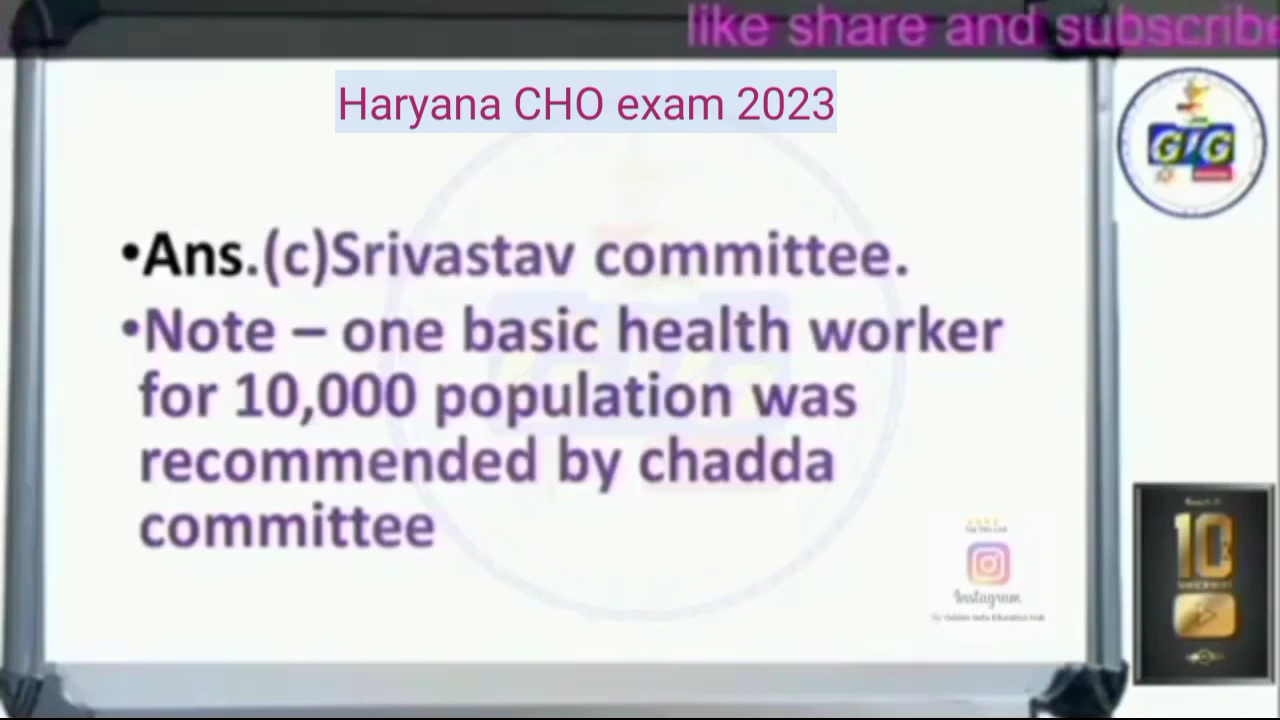 like share and subscribe
Haryana CHO exam 2023
GIG
•Ans.(c)Srivastav committee.
•Note – one basic health worker
for 10,000 population was
recommended by chadda
committee
10
Instagram